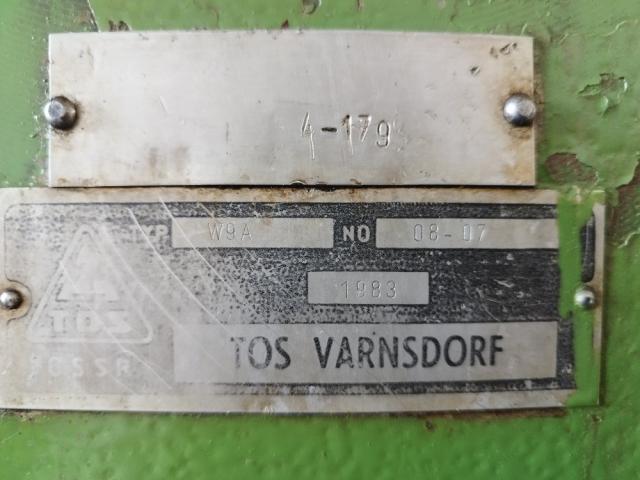 4-179
TYP W9A NO 08-07
1983
TOS
ČSSR
TOS VARNSDORF